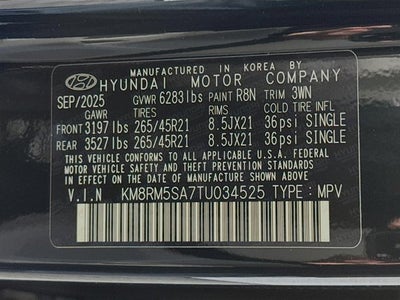 MANUFACTURED IN KOREA BY
HYUNDAI MOTOR COMPANY
SEP/2025 GVWR 6283lbs PAINT R8N TRIM 3WN
GAWR TIRES RIMS COLD TIRE INFL
FRONT 3197lbs 265/45R21 8.5JX21 36psi SINGLE
REAR 3527lbs 265/45R21 8.5JX21 36psi SINGLE
THIS VEHICLE CONFORMS TO ALL APPLICABLE U.S.A. FEDERAL
MOTOR VEHICLE SAFETY STANDARDS IN
EFFECT ON THE DATE OF MANUFACTURE SHOWN ABOVE
V.I.N KM8RM5SA7TU034525 TYPE: MPV